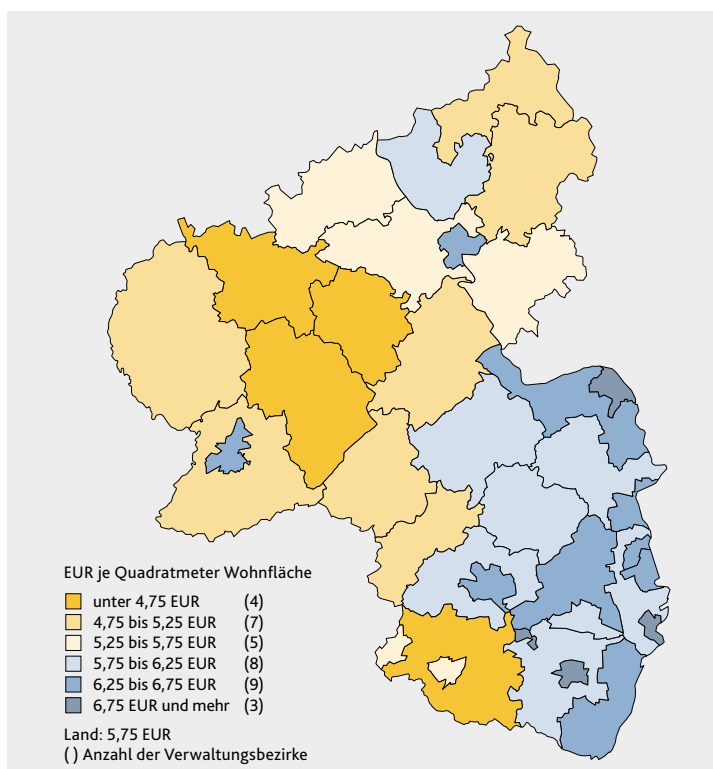 EUR je Quadratmeter Wohnfläche
unter 4,75 EUR (4)
4,75 bis 5,25 EUR (7)
5,25 bis 5,75 EUR (5)
5,75 bis 6,25 EUR (8)
6,25 bis 6,75 EUR (9)
6,75 EUR und mehr (3)
Land: 5,75 EUR
( ) Anzahl der Verwaltungsbezirke